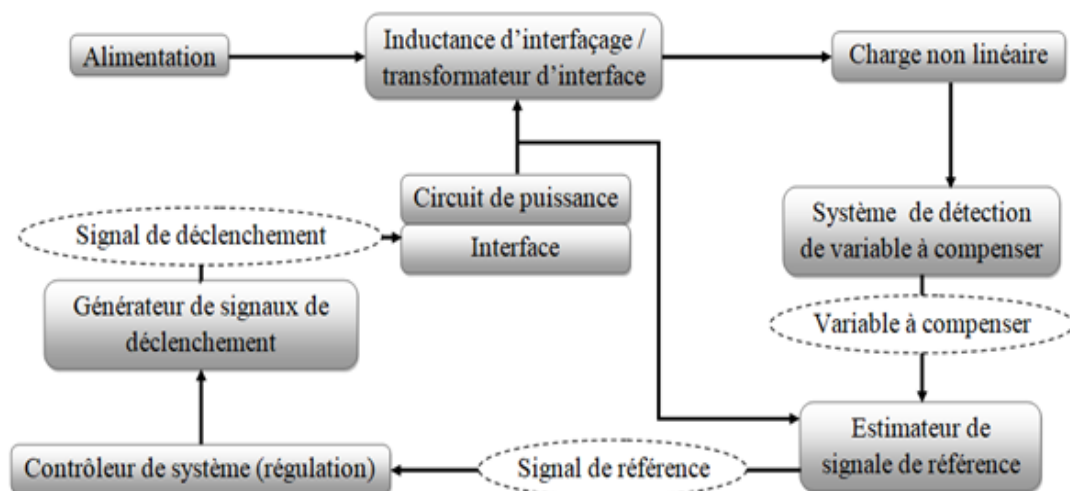 Alimentation
Inductance d'interfaçage /
transformateur d'interface
Charge non linéaire
Circuit de puissance
Interface
Signal de déclenchement
Système de détection
de variable à compenser
Générateur de signaux de
déclenchement
Variable à compenser
Estimateur de
signale de référence
Signal de référence
Contrôleur de système (régulation)